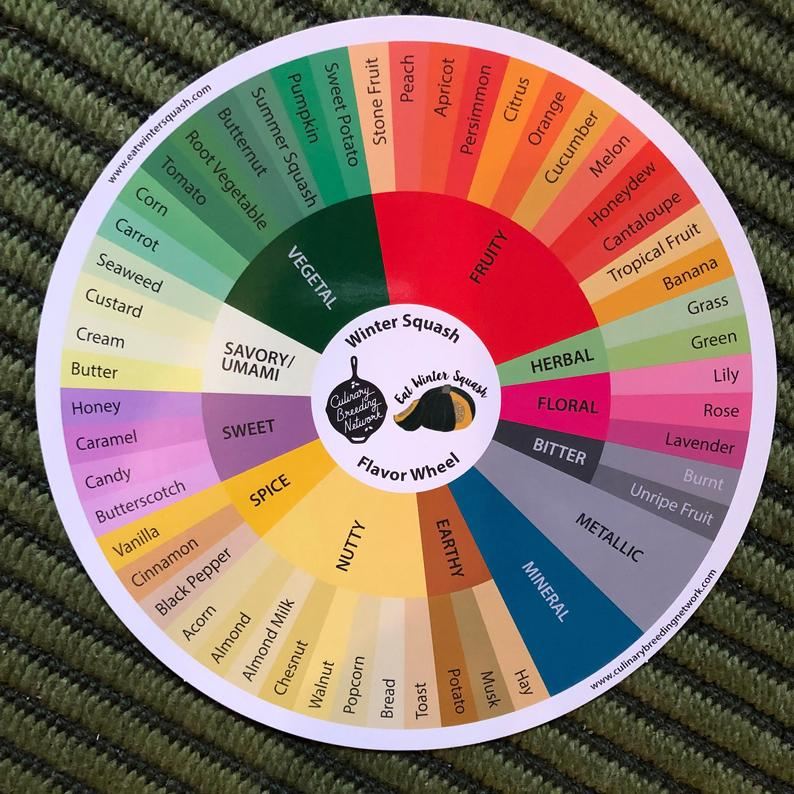 www.eatwintersquash.com
Winter Squash
Culinary
Breeding
Network
Eat Winter Squash
Flavor Wheel
FRUITY
Stone Fruit
Peach
Apricot
Persimmon
Citrus
Orange
Cucumber
Melon
Honeydew
Cantaloupe
Tropical Fruit
Banana
HERBAL
Grass
Green
FLORAL
Lily
Rose
Lavender
BITTER
Burnt
Unripe Fruit
METALLIC
MINERAL
EARTHY
Hay
Musk
Potato
NUTTY
Toast
Bread
Popcorn
Walnut
Chesnut
Almond Milk
Almond
Acorn
SPICE
Black Pepper
Cinnamon
Vanilla
SWEET
Butterscotch
Candy
Caramel
Honey
SAVORY/
UMAMI
Butter
Cream
Custard
Seaweed
VEGETAL
Carrot
Corn
Tomato
Root Vegetable
Butternut
Summer Squash
Pumpkin
Sweet Potato
www.culinarybreedingnetwork.com